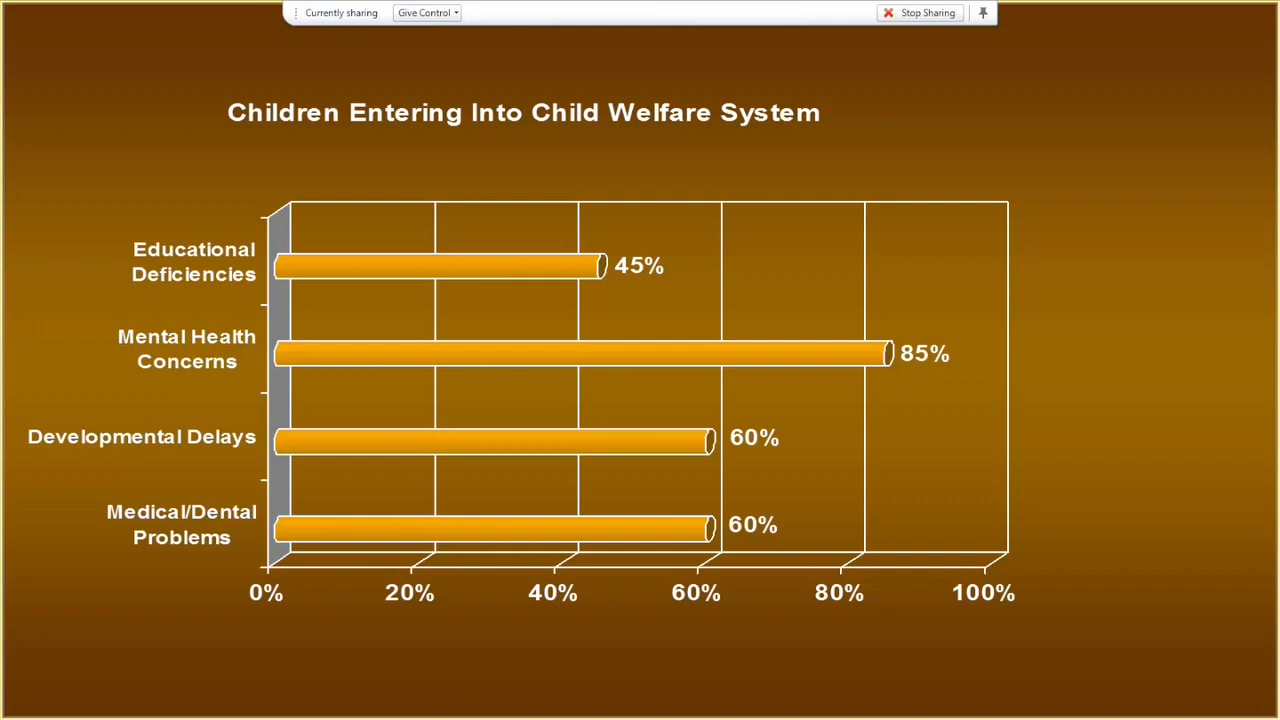 Currently sharing
Give Control
Stop Sharing
Children Entering Into Child Welfare System
Educational
Deficiencies
45%
Mental Health
Concerns
85%
Developmental Delays
60%
Medical/Dental
Problems
60%
0% 20% 40% 60% 80% 100%